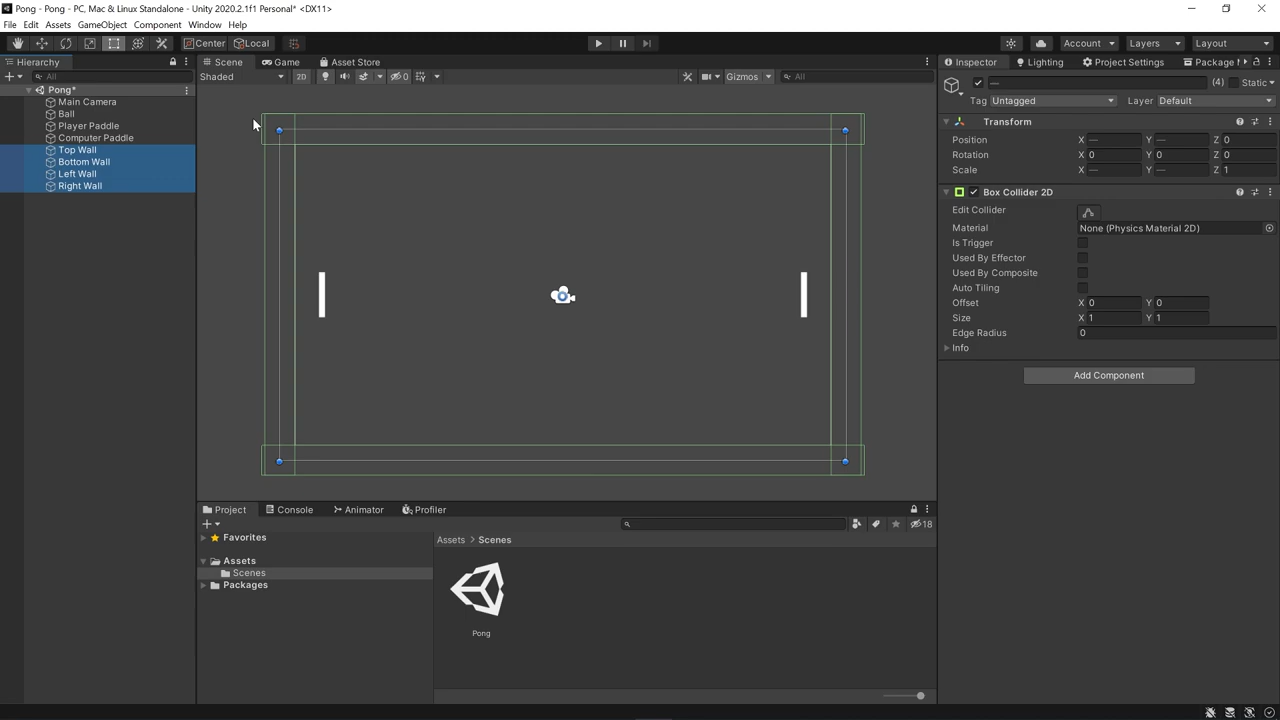 Pong - Pong - PC, Mac & Linux Standalone - Unity 2020.2.1f1 Personal* <DX11>
File Edit Assets GameObject Component Window Help
Center Local Account Layers Layout
Hierarchy
All
Pong*
Main Camera
Ball
Player Paddle
Computer Paddle
Top Wall
Bottom Wall
Left Wall
Right Wall
Scene Game Asset Store
Shaded 2D 0 Gizmos All
Project Console Animator Profiler
18
Favorites
Assets
Scenes
Packages
Assets > Scenes
Pong
Inspector Lighting Project Settings Package M
— (4) Static
Tag Untagged Layer Default
Transform
Position X — Y — Z 0
Rotation X 0 Y 0 Z 0
Scale X — Y — Z 1
Box Collider 2D
Edit Collider
Material None (Physics Material 2D)
Is Trigger
Used By Effector
Used By Composite
Auto Tiling
Offset X 0 Y 0
Size X 1 Y 1
Edge Radius 0
Info
Add Component